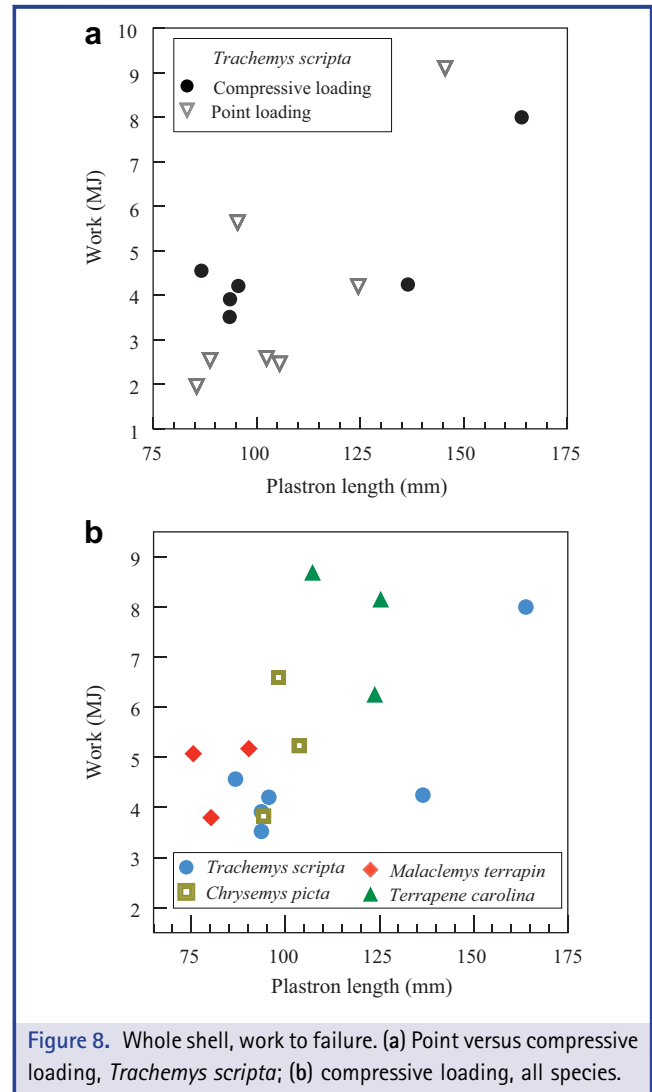 a
Trachemys scripta
Compressive loading
Point loading
10
9
8
7
6
5
4
3
2
1
Work (MJ)
75 100 125 150 175
Plastron length (mm)
b
9
8
7
6
5
4
3
2
Work (MJ)
Trachemys scripta Malaclemys terrapin
Chrysemys picta Terrapene carolina
75 100 125 150 175
Plastron length (mm)
Figure 8. Whole shell, work to failure. (a) Point versus compressive
loading, Trachemys scripta; (b) compressive loading, all species.